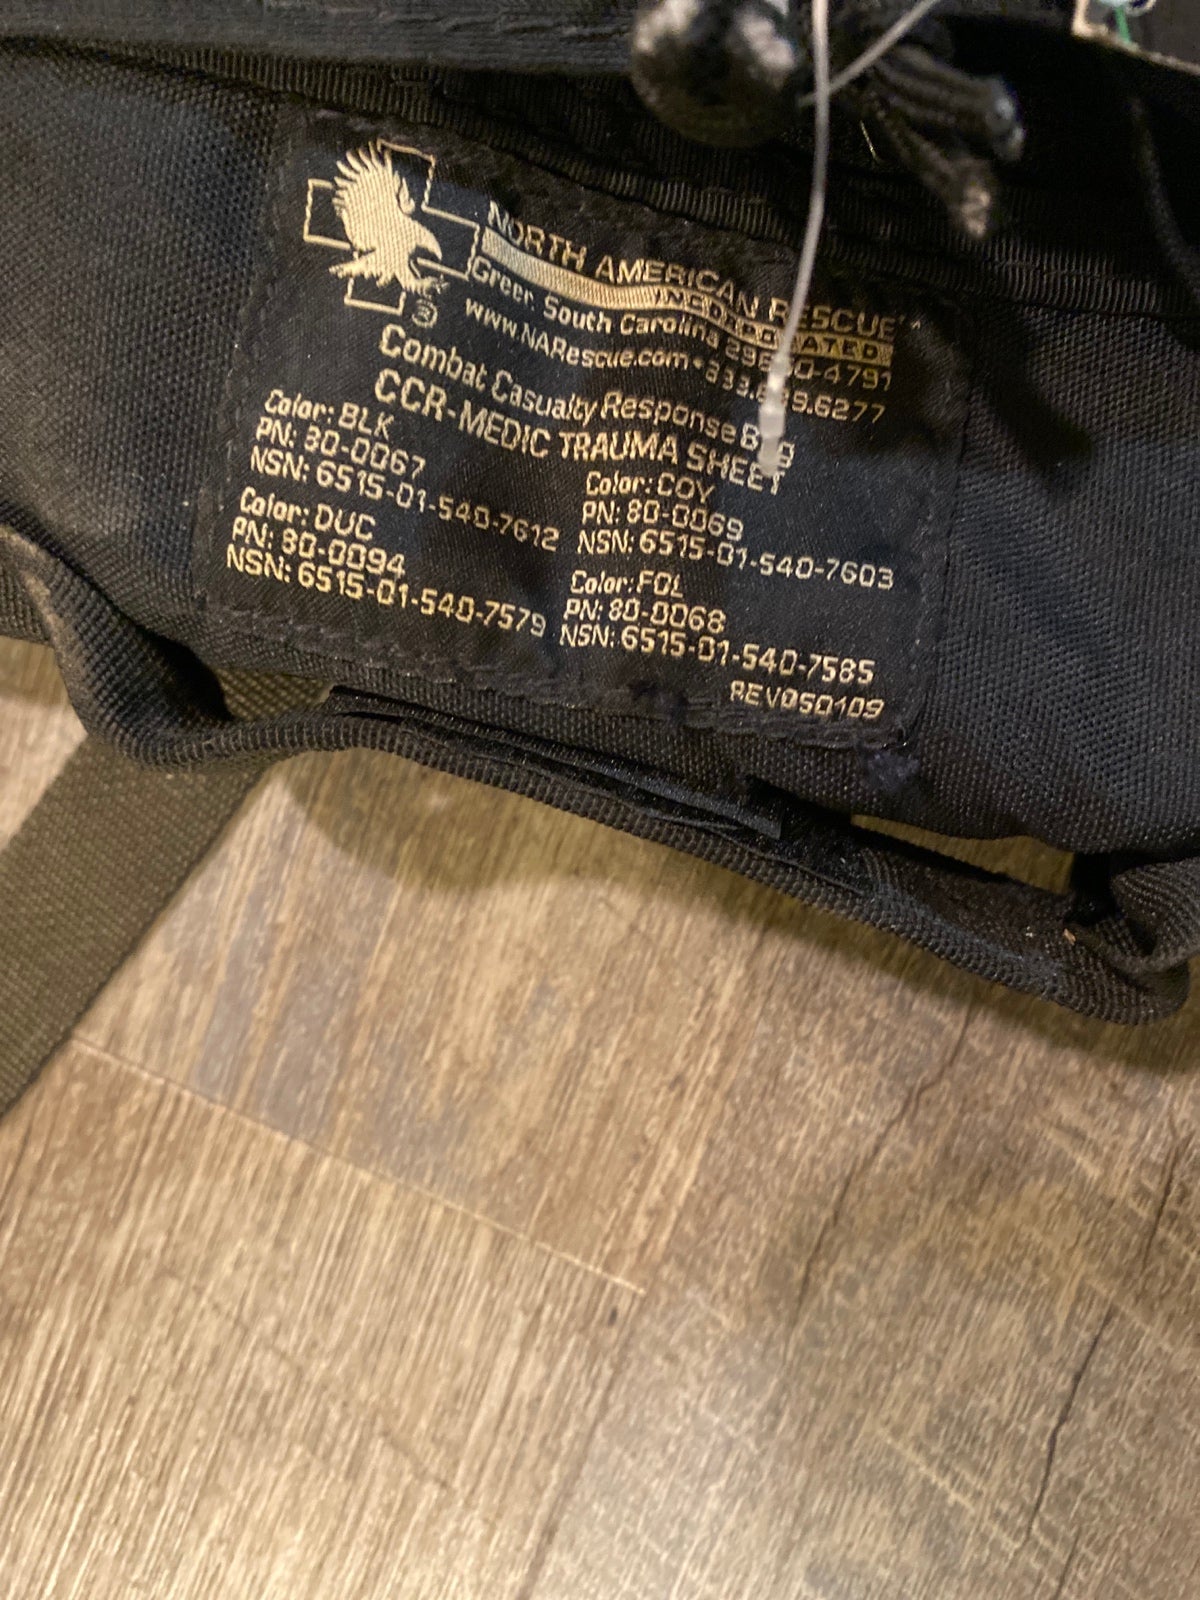 NORTH AMERICAN RESCUE
INCORPORATED
Greer, South Carolina
www.NARescue.com •
Combat Casualty Response
CCR-MEDIC TRAUMA SHEET
Color: BLK
PN: 80-0067
NSN: 6515-01-540-7612
Color: COY
PN: 80-0069
NSN: 6515-01-540-7603
Color: DUC
PN: 80-0094
NSN: 6515-01-540-7579
Color: FOL
PN: 80-0068
NSN: 6515-01-540-7585
REV050109